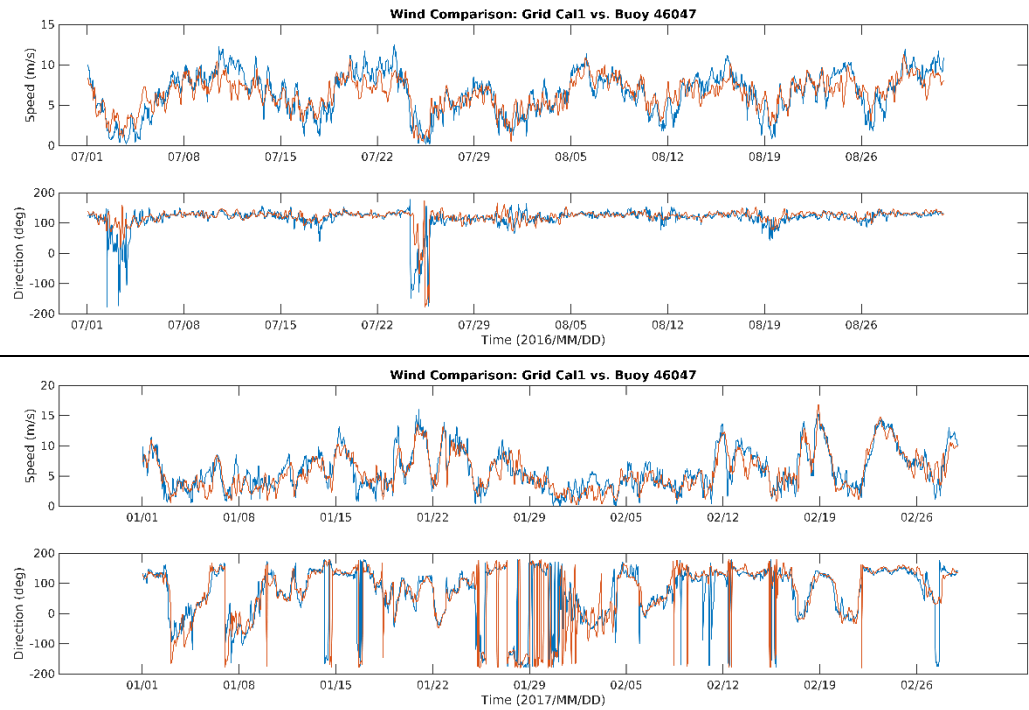 Wind Comparison: Grid Cal1 vs. Buoy 46047
Speed (m/s)
15
10
5
0
07/01 07/08 07/15 07/22 07/29 08/05 08/12 08/19 08/26
Direction (deg)
200
100
0
-100
-200
07/01 07/08 07/15 07/22 07/29 08/05 08/12 08/19 08/26
Time (2016/MM/DD)
Wind Comparison: Grid Cal1 vs. Buoy 46047
Speed (m/s)
20
15
10
5
0
01/01 01/08 01/15 01/22 01/29 02/05 02/12 02/19 02/26
Direction (deg)
200
100
0
-100
-200
01/01 01/08 01/15 01/22 01/29 02/05 02/12 02/19 02/26
Time (2017/MM/DD)